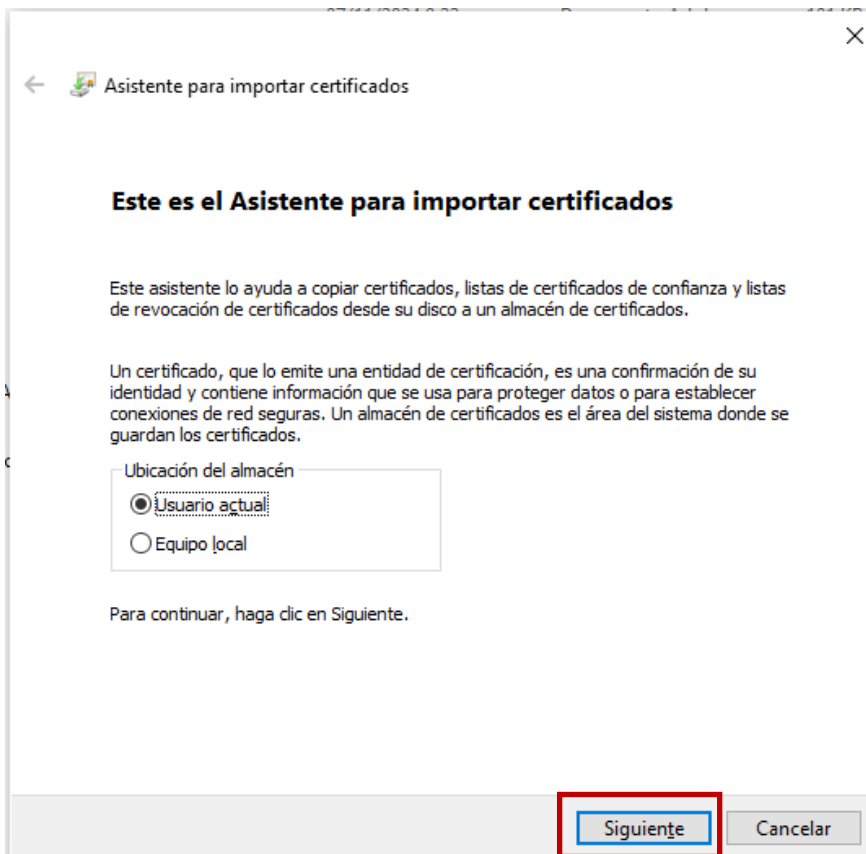 Asistente para importar certificados
Este es el Asistente para importar certificados
Este asistente lo ayuda a copiar certificados, listas de certificados de confianza y listas
de revocación de certificados desde su disco a un almacén de certificados.
Un certificado, que lo emite una entidad de certificación, es una confirmación de su
identidad y contiene información que se usa para proteger datos o para establecer
conexiones de red seguras. Un almacén de certificados es el área del sistema donde se
guardan los certificados.
Ubicación del almacén
Usuario actual
Equipo local
Para continuar, haga clic en Siguiente.
Siguiente
Cancelar